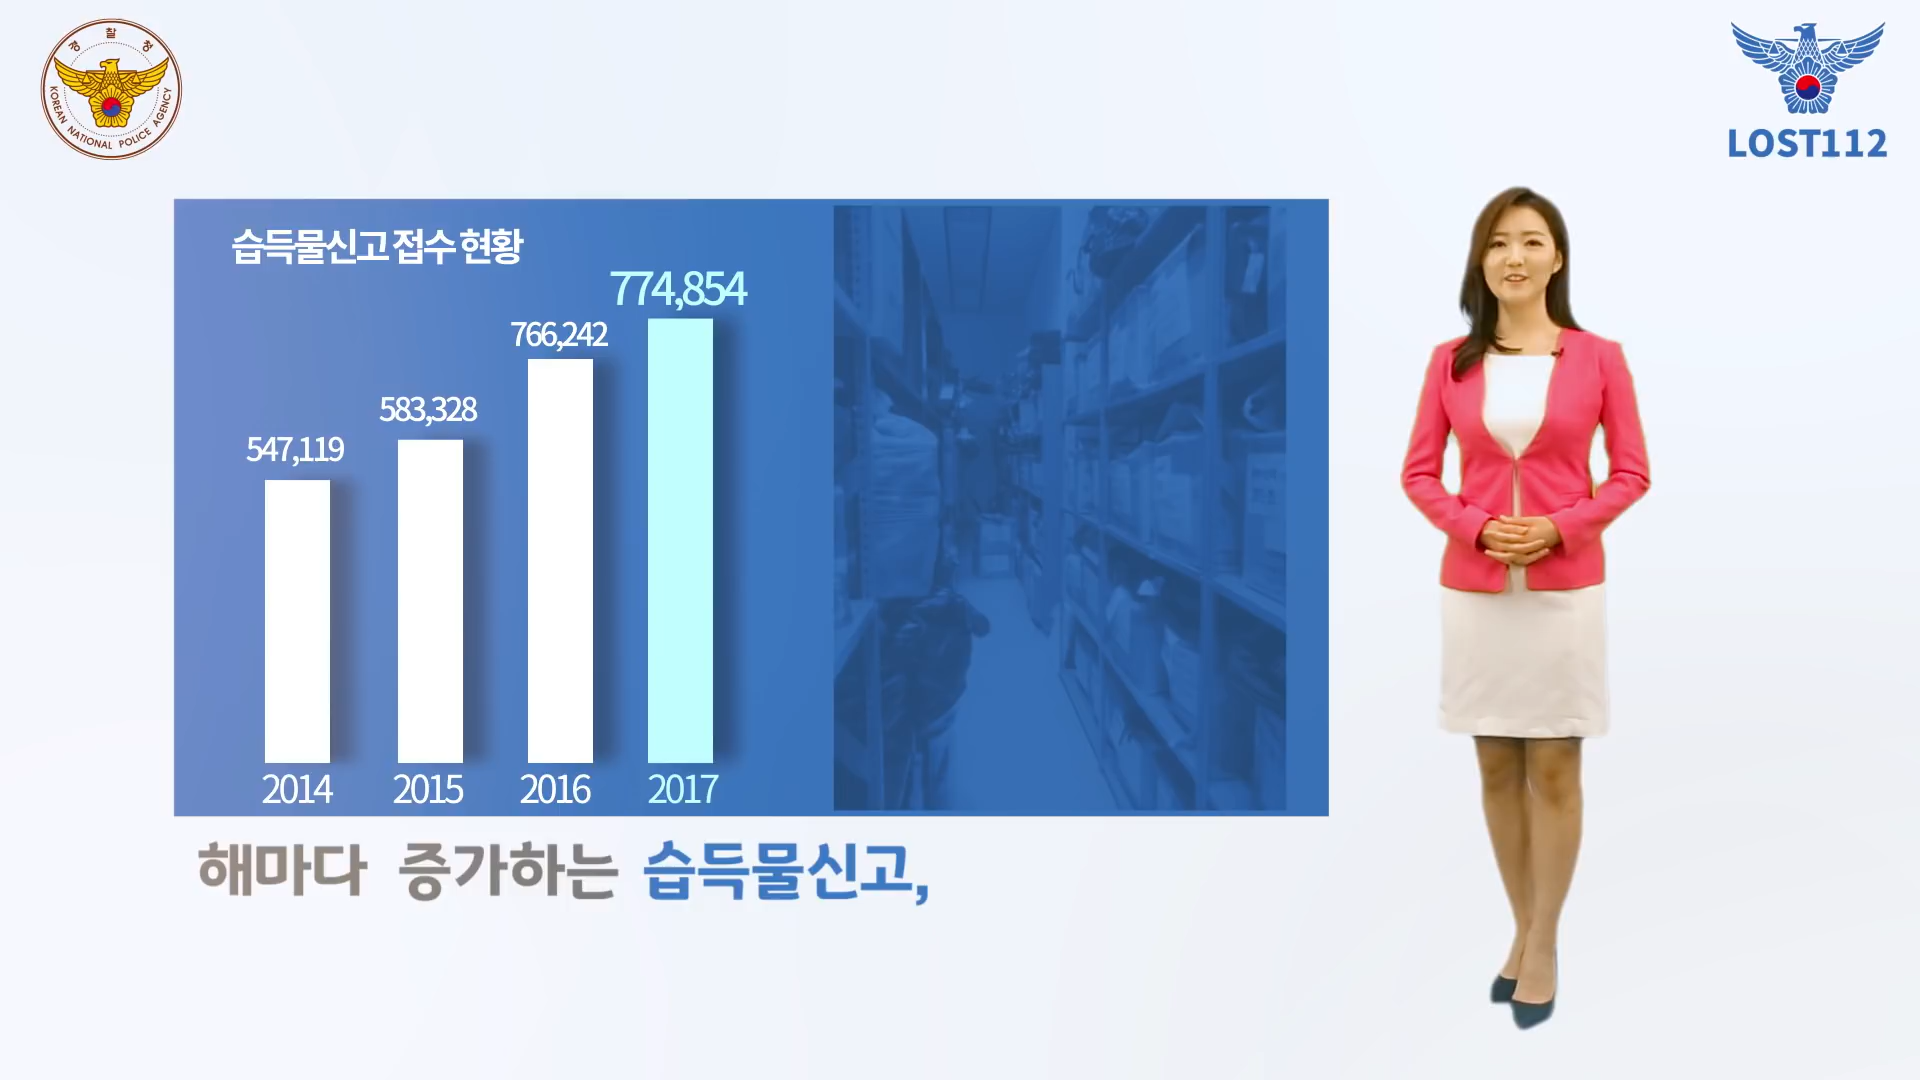 경찰청
KOREAN NATIONAL POLICE AGENCY
LOST112
습득물신고 접수 현황
774,854
766,242
583,328
547,119
2014 2015 2016 2017
해마다 증가하는 습득물신고,